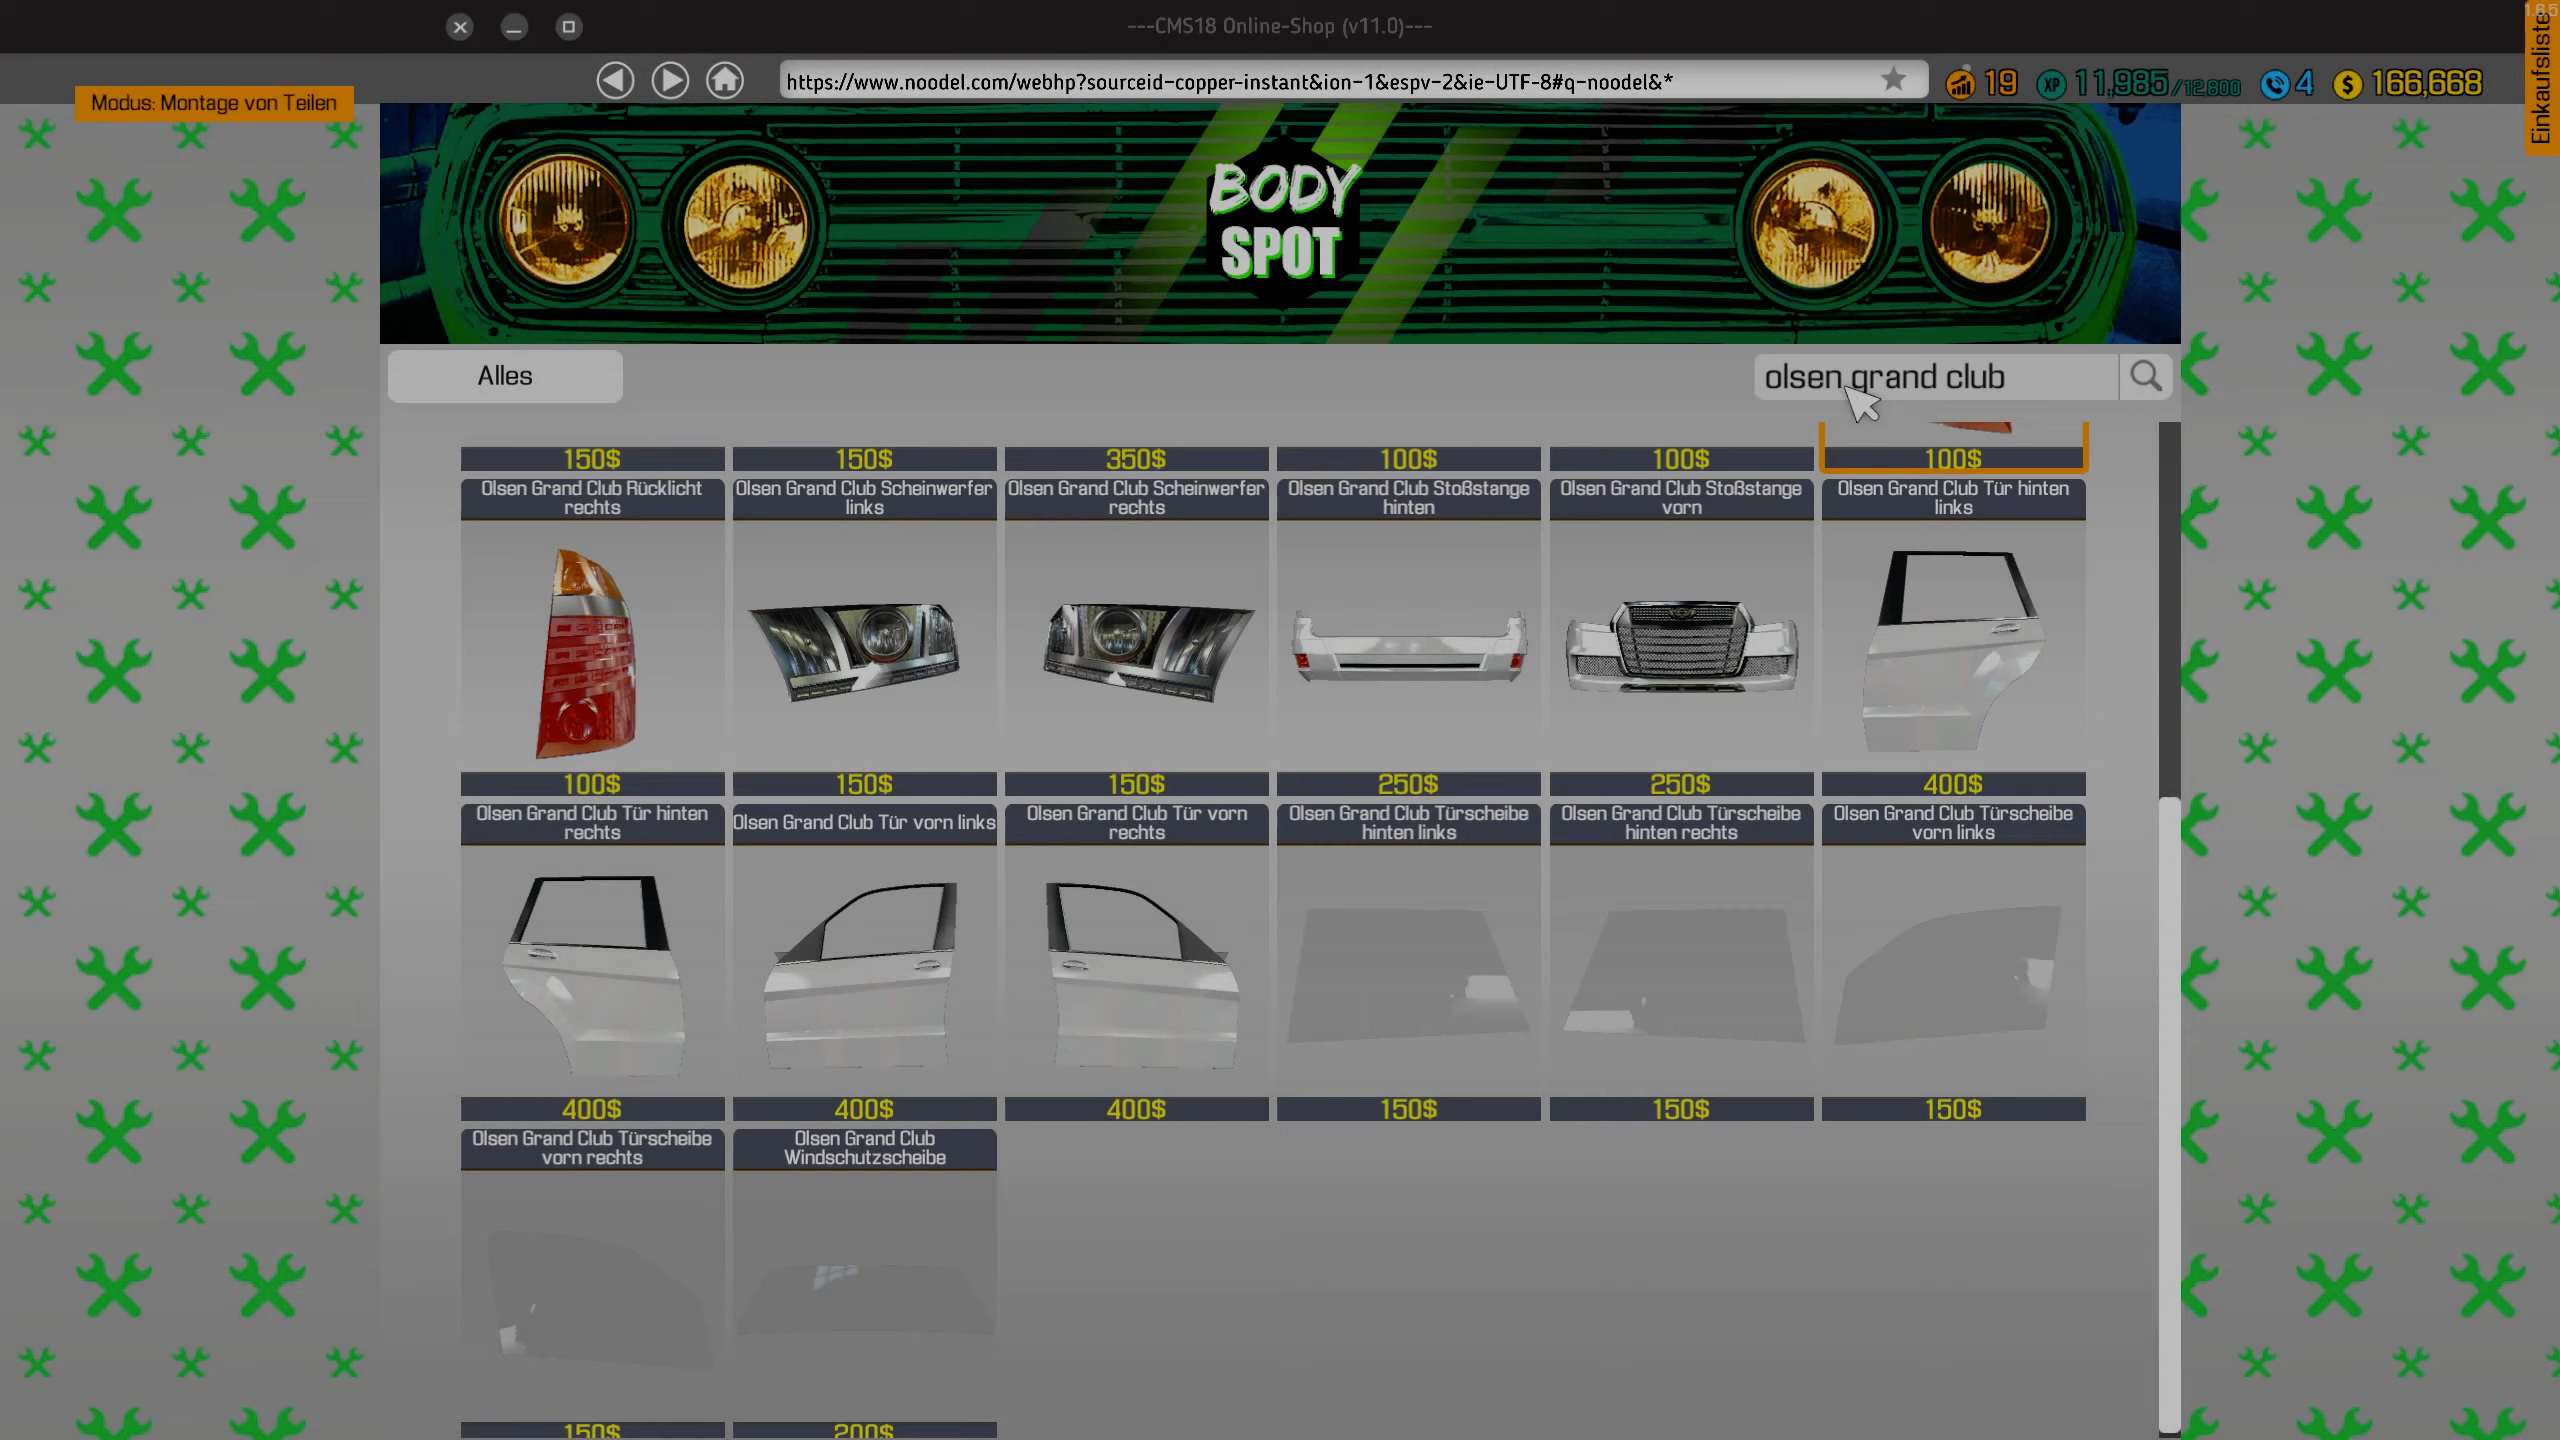 ---CMS18 Online-Shop (v11.0)---
1.6.5
Einkaufsliste
Modus: Montage von Teilen
https://www.noodel.com/webhp?sourceid-copper-instant&ion-1&espv-2&ie-UTF-8#q-noodel&*
19
XP 11,985/12,800
4
$ 166,668
BODY
SPOT
Alles
olsen grand club
150$ 150$ 350$ 100$ 100$ 100$
Olsen Grand Club Rücklicht
rechts
Olsen Grand Club Scheinwerfer
links
Olsen Grand Club Scheinwerfer
rechts
Olsen Grand Club Stoßstange
hinten
Olsen Grand Club Stoßstange
vorn
Olsen Grand Club Tür hinten
links
100$ 150$ 150$ 250$ 250$ 400$
Olsen Grand Club Tür hinten
rechts
Olsen Grand Club Tür vorn links
Olsen Grand Club Tür vorn
rechts
Olsen Grand Club Türscheibe
hinten links
Olsen Grand Club Türscheibe
hinten rechts
Olsen Grand Club Türscheibe
vorn links
400$ 400$ 400$ 150$ 150$ 150$
Olsen Grand Club Türscheibe
vorn rechts
Olsen Grand Club
Windschutzscheibe
150$ 200$